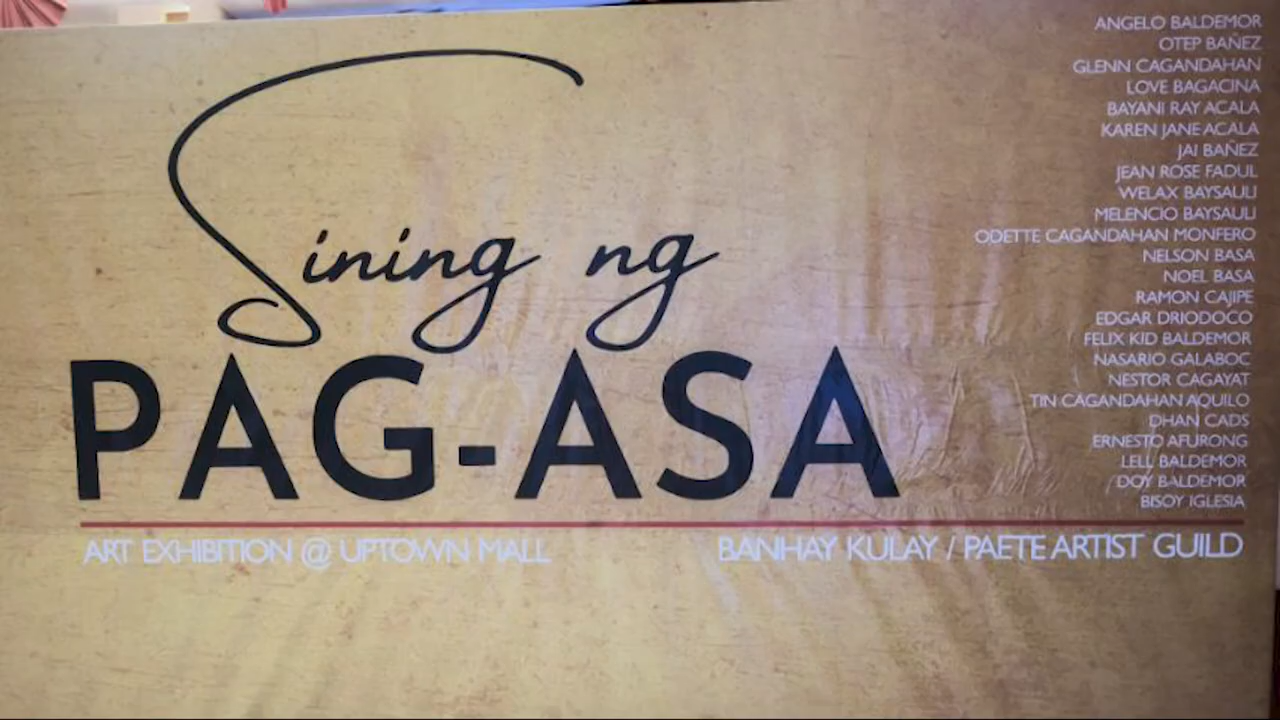 Sining ng
PAG-ASA
ART EXHIBITION @ UPTOWN MALL
BANHAY KULAY / PAETE ARTIST GUILD
ANGELO BALDEMOR
OTEP BAÑEZ
GLENN CAGANDAHAN
LOVE BAGACINA
BAYANI RAY ACALA
KAREN JANE ACALA
JAI BAÑEZ
JEAN ROSE FADUL
WELAX BAYSAULI
MELENCIO BAYSAULI
ODETTE CAGANDAHAN MONFERO
NELSON BASA
NOEL BASA
RAMON CAJIPE
EDGAR DRIODOCO
FELIX KID BALDEMOR
NASARIO GALABOC
NESTOR CAGAYAT
TIN CAGANDAHAN AQUILO
DHAN CADS
ERNESTO AFURONG
LELL BALDEMOR
DOY BALDEMOR
BISOY IGLESIA